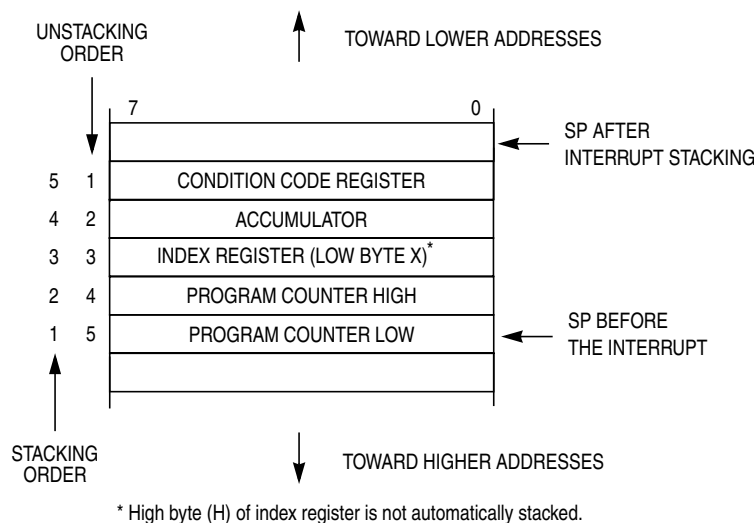 UNSTACKING
ORDER
TOWARD LOWER ADDRESSES
7 0
SP AFTER
INTERRUPT STACKING
5 1 CONDITION CODE REGISTER
4 2 ACCUMULATOR
3 3 INDEX REGISTER (LOW BYTE X)*
2 4 PROGRAM COUNTER HIGH
1 5 PROGRAM COUNTER LOW
SP BEFORE
THE INTERRUPT
STACKING
ORDER
TOWARD HIGHER ADDRESSES
* High byte (H) of index register is not automatically stacked.